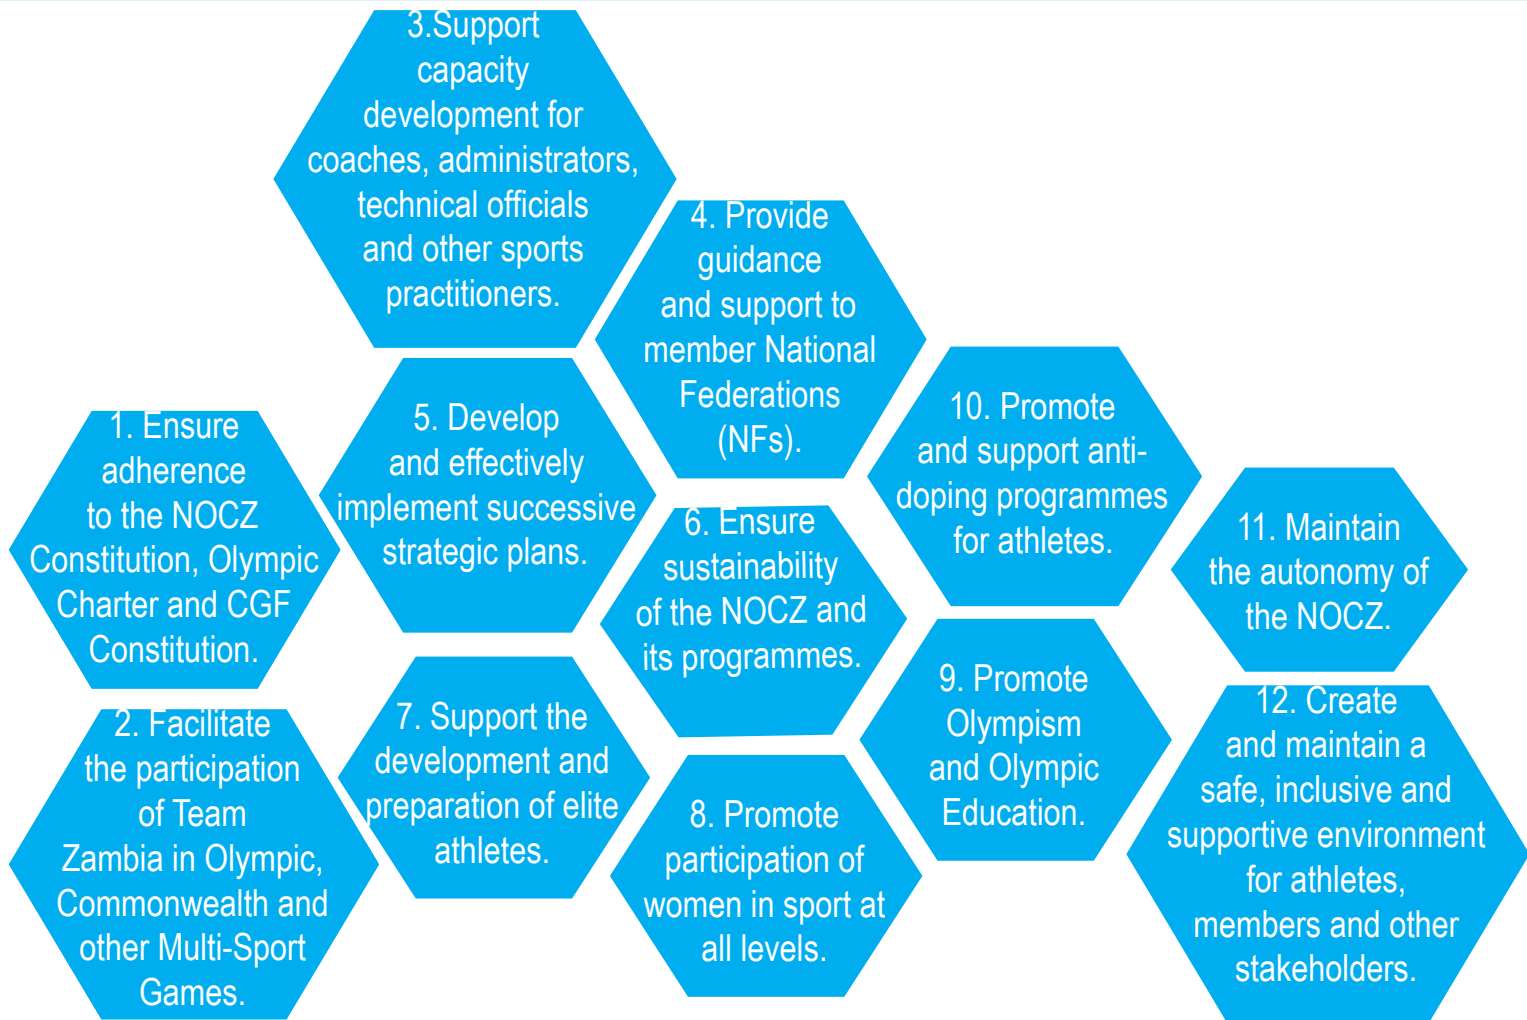 3.Support
capacity
development for
coaches, administrators,
technical officials
and other sports
practitioners.
4. Provide
guidance
and support to
member National
Federations
(NFs).
1. Ensure
adherence
to the NOCZ
Constitution, Olympic
Charter and CGF
Constitution.
5. Develop
and effectively
implement successive
strategic plans.
10. Promote
and support anti-
doping programmes
for athletes.
6. Ensure
sustainability
of the NOCZ and
its programmes.
11. Maintain
the autonomy of
the NOCZ.
2. Facilitate
the participation
of Team
Zambia in Olympic,
Commonwealth and
other Multi-Sport
Games.
7. Support the
development and
preparation of elite
athletes.
8. Promote
participation of
women in sport at
all levels.
9. Promote
Olympism
and Olympic
Education.
12. Create
and maintain a
safe, inclusive and
supportive environment
for athletes,
members and other
stakeholders.